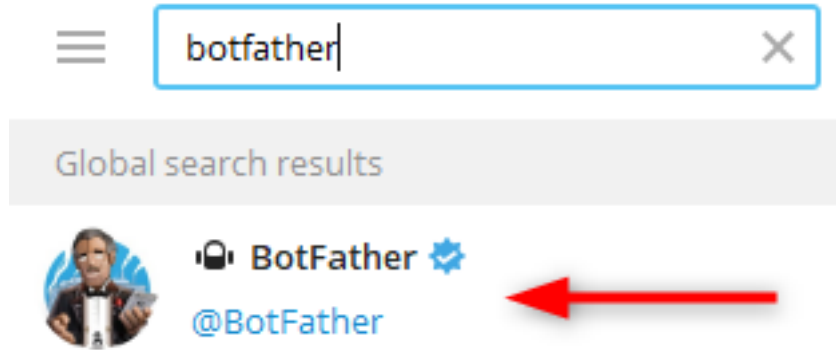 botfather
Global search results
BotFather
@BotFather